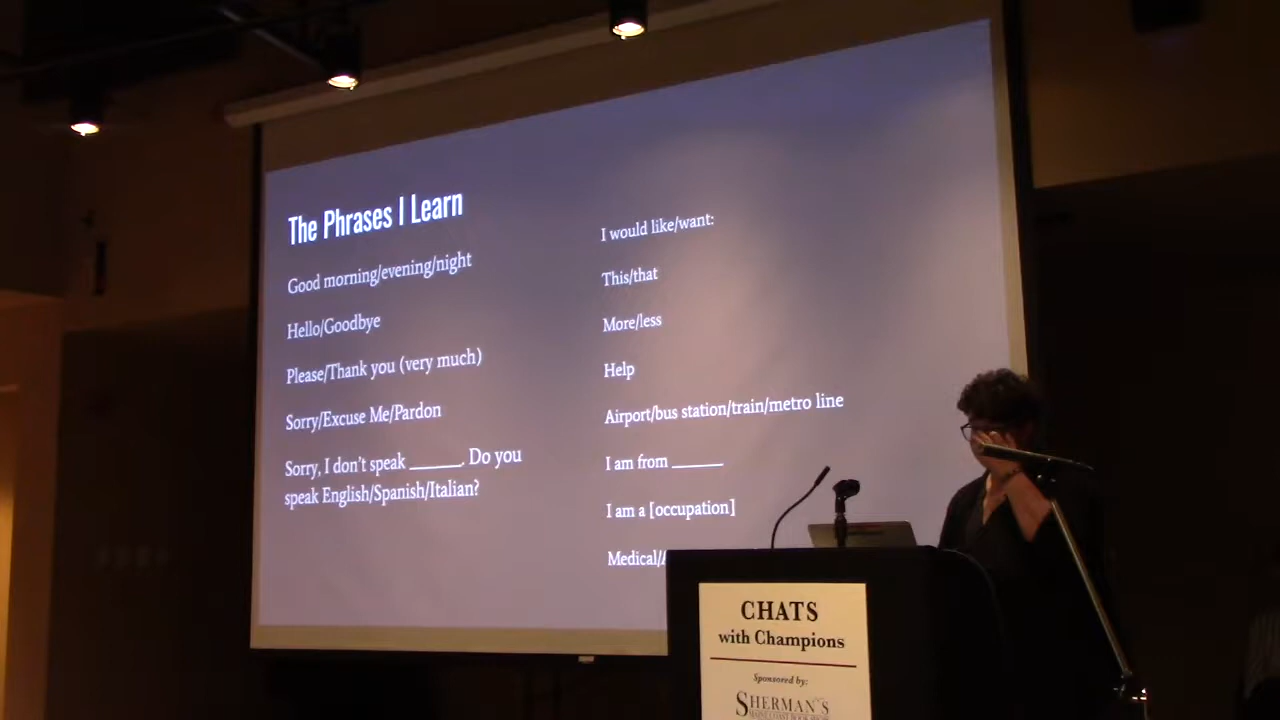 The Phrases I Learn
Good morning/evening/night
Hello/Goodbye
Please/Thank you (very much)
Sorry/Excuse Me/Pardon
Sorry, I don't speak ______. Do you
speak English/Spanish/Italian?
I would like/want:
This/that
More/less
Help
Airport/bus station/train/metro line
I am from ______
I am a [occupation]
Medical/
CHATS
with Champions
Sponsored by:
SHERMAN'S